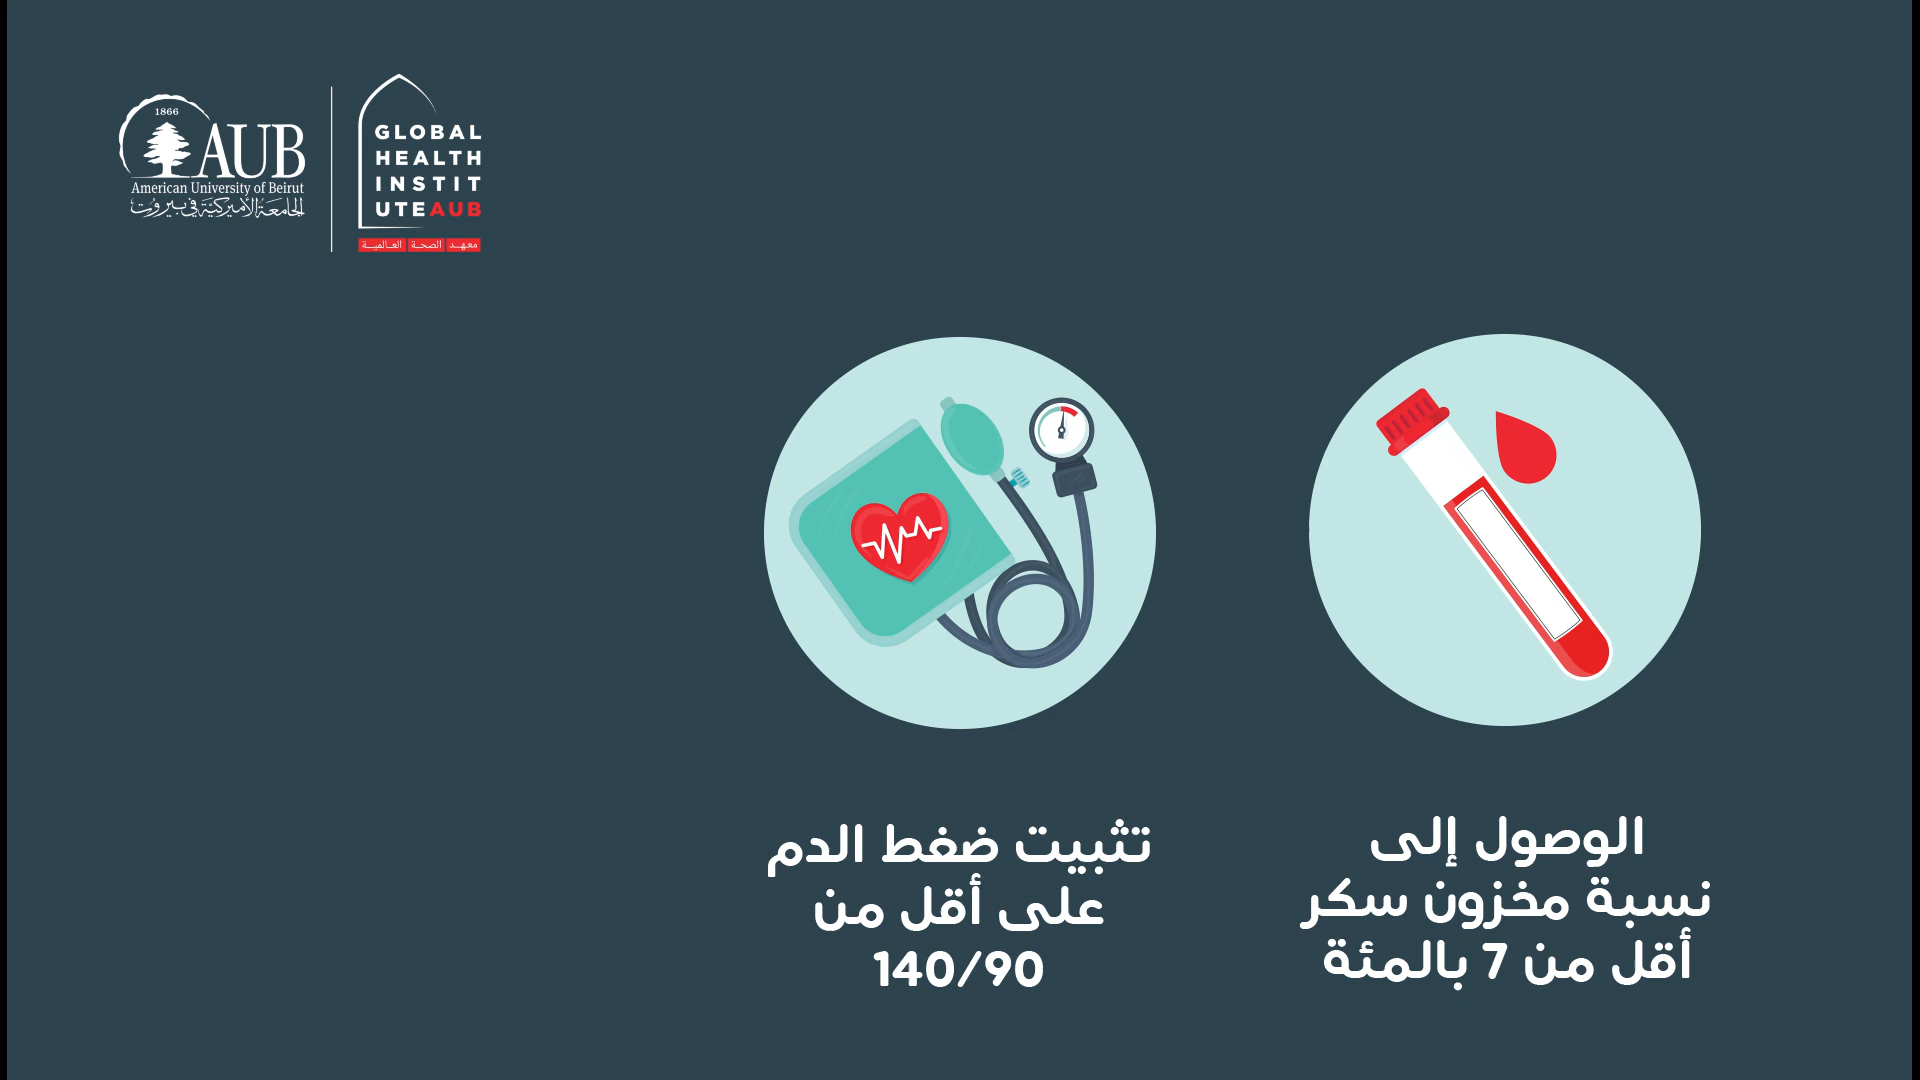 1866
AUB
American University of Beirut
الجامعة الأميركية في بيروت
GLOBAL
HEALTH
INSTIT
UTEAUB
معهد الصحة العالمية
الوصول إلى
نسبة مخزون سكر
أقل من 7 بالمئة
تثبيت ضغط الدم
على أقل من
140/90